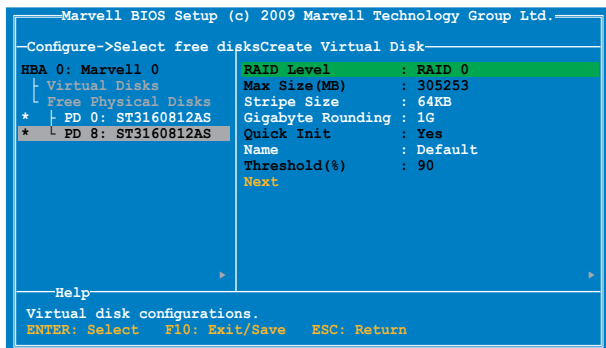 Marvell BIOS Setup (c) 2009 Marvell Technology Group Ltd.
Configure->Select free disksCreate Virtual Disk
HBA 0: Marvell 0
Virtual Disks
Free Physical Disks
* PD 0: ST3160812AS
* PD 8: ST3160812AS
RAID Level : RAID 0
Max Size(MB) : 305253
Stripe Size : 64KB
Gigabyte Rounding : 1G
Quick Init : Yes
Name : Default
Threshold(%) : 90
Next
Help
Virtual disk configurations.
ENTER: Select F10: Exit/Save ESC: Return